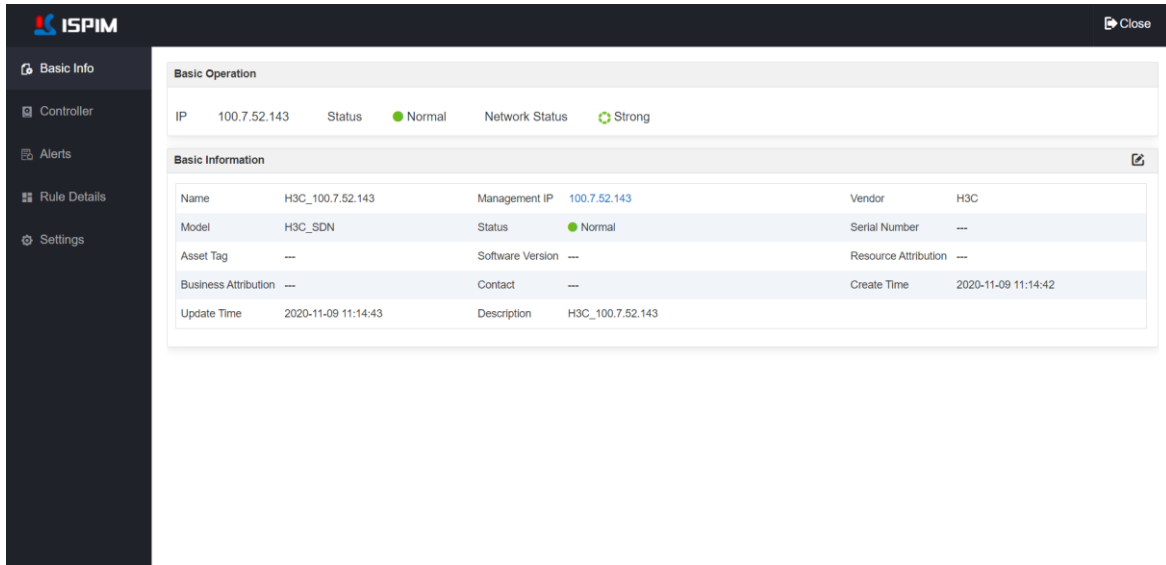 ISPIM
Close
Basic Info
Controller
Alerts
Rule Details
Settings
Basic Operation
IP 100.7.52.143 Status Normal Network Status Strong
Basic Information
Name H3C_100.7.52.143 Management IP 100.7.52.143 Vendor H3C
Model H3C_SDN Status Normal Serial Number ---
Asset Tag --- Software Version --- Resource Attribution ---
Business Attribution --- Contact --- Create Time 2020-11-09 11:14:42
Update Time 2020-11-09 11:14:43 Description H3C_100.7.52.143